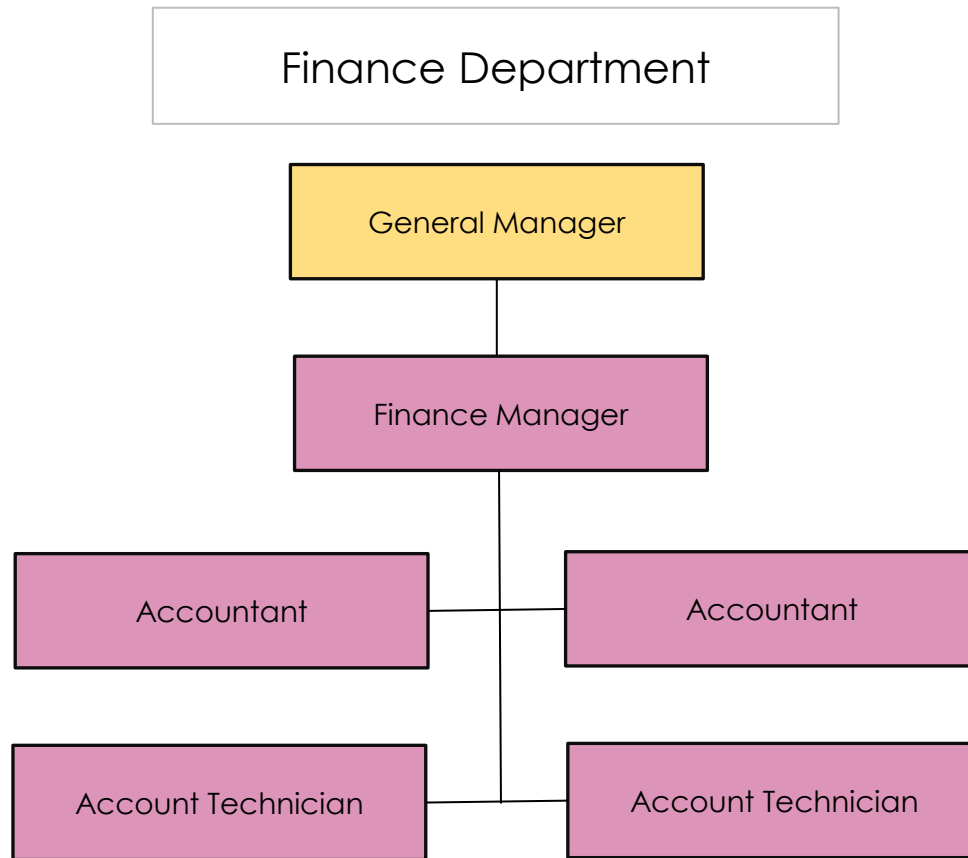 Finance Department
General Manager
Finance Manager
Accountant
Accountant
Account Technician
Account Technician